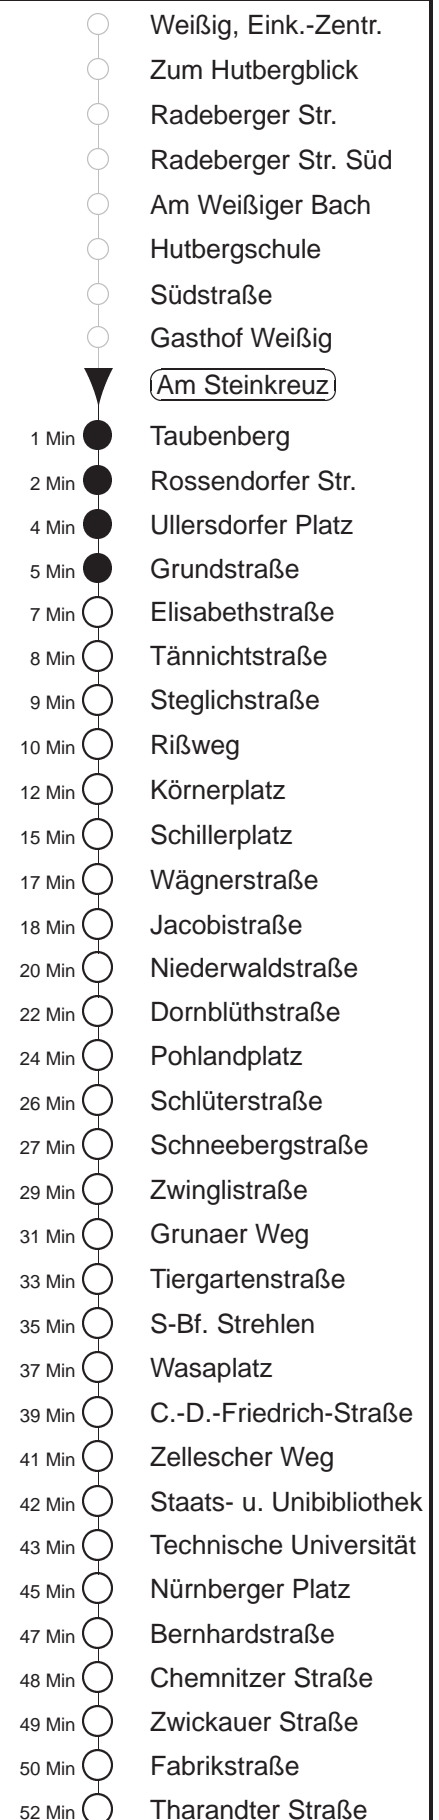 Weißig, Eink.-Zentr.
Zum Hutbergblick
Radeberger Str.
Radeberger Str. Süd
Am Weißiger Bach
Hutbergschule
Südstraße
Gasthof Weißig
Am Steinkreuz
1 Min Taubenberg
2 Min Rossendorfer Str.
4 Min Ullersdorfer Platz
5 Min Grundstraße
7 Min Elisabethstraße
8 Min Tännichtstraße
9 Min Steglichstraße
10 Min Rißweg
12 Min Körnerplatz
15 Min Schillerplatz
17 Min Wägnerstraße
18 Min Jacobistraße
20 Min Niederwaldstraße
22 Min Dornblüthstraße
24 Min Pohlandplatz
26 Min Schlüterstraße
27 Min Schneebergstraße
29 Min Zwinglistraße
31 Min Grunaer Weg
33 Min Tiergartenstraße
35 Min S-Bf. Strehlen
37 Min Wasaplatz
39 Min C.-D.-Friedrich-Straße
41 Min Zellescher Weg
42 Min Staats- u. Unibibliothek
43 Min Technische Universität
45 Min Nürnberger Platz
47 Min Bernhardstraße
48 Min Chemnitzer Straße
49 Min Zwickauer Straße
50 Min Fabrikstraße
52 Min Tharandter Straße